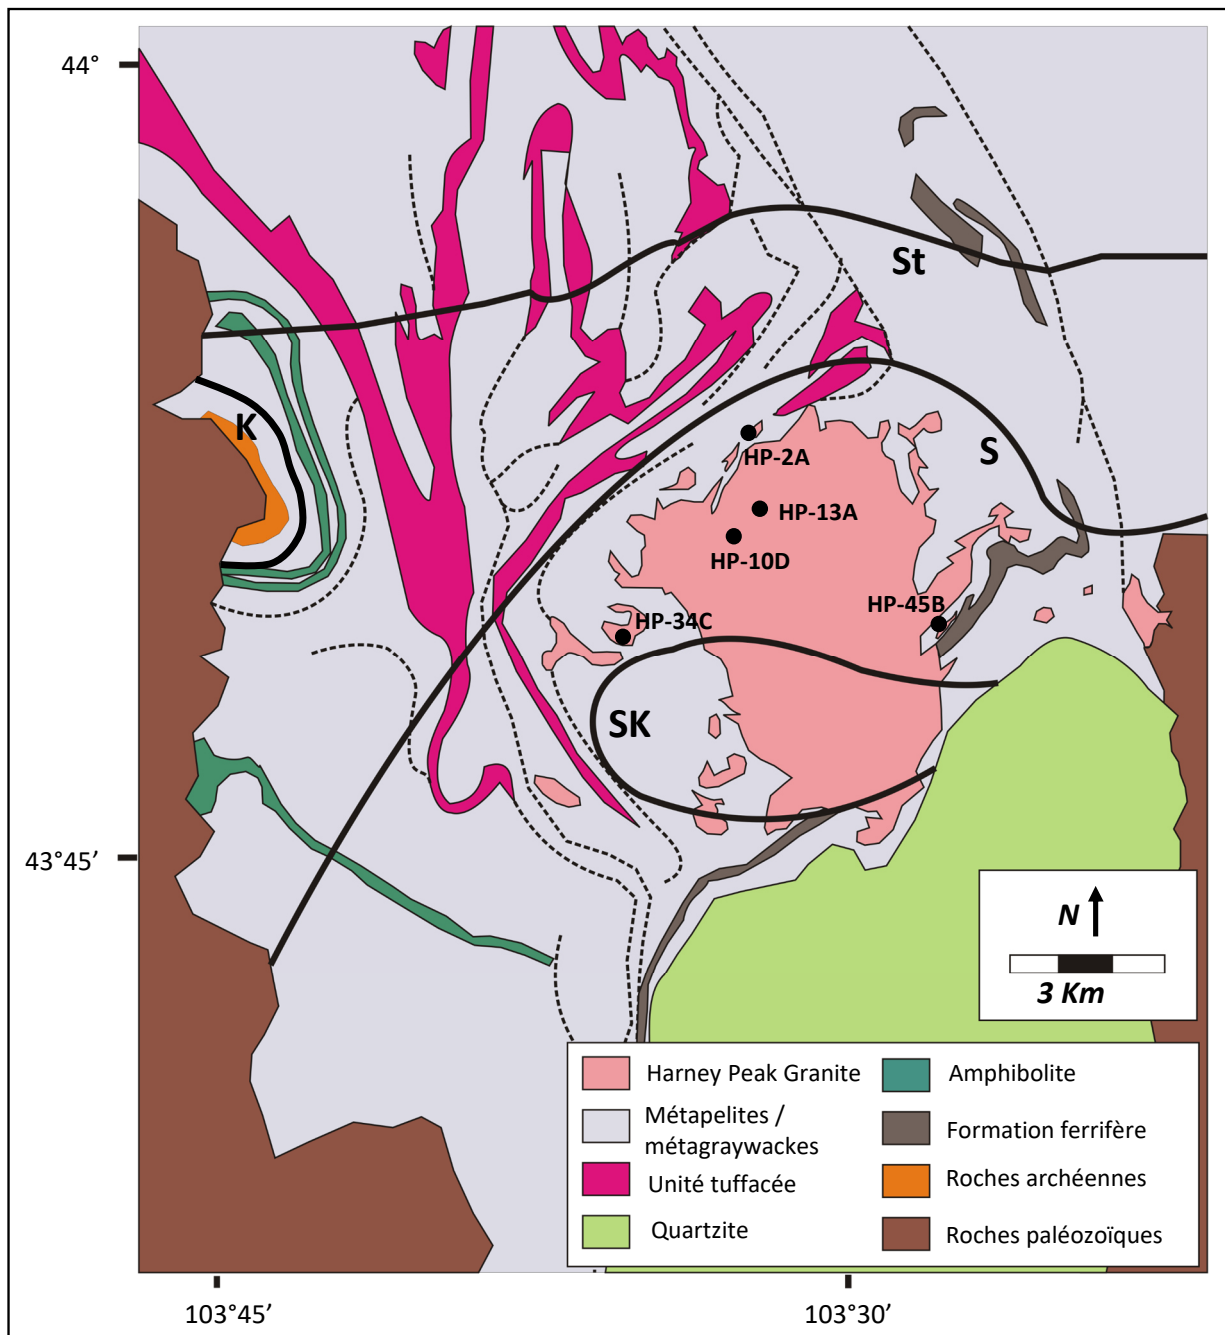 44°
St
K
S
HP-2A
HP-13A
HP-10D
HP-45B
HP-34C
SK
43°45’
N
3 Km
Harney Peak Granite
Métapelites /
métagraywackes
Unité tuffacée
Quartzite
Amphibolite
Formation ferrifère
Roches archéennes
Roches paléozoïques
103°45’
103°30’